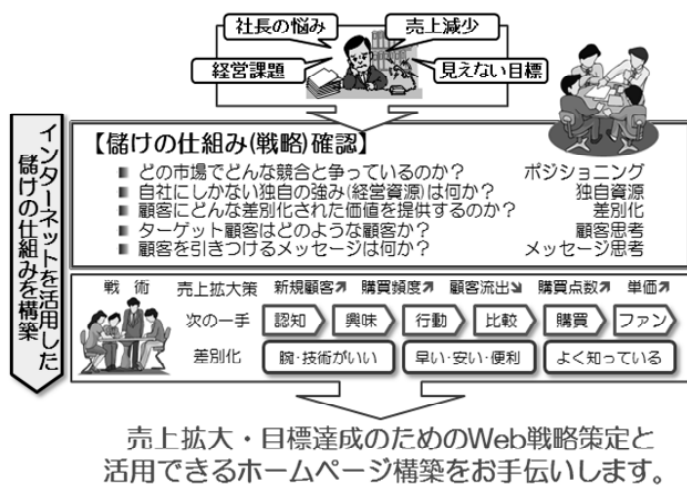 社長の悩み
売上減少
経営課題
見えない目標
インターネットを活用した
儲けの仕組みを構築
【儲けの仕組み(戦略)確認】
■ どの市場でどんな競合と争っているのか? ポジショニング
■ 自社にしかない独自の強み(経営資源)は何か? 独自資源
■ 顧客にどんな差別化された価値を提供するのか? 差別化
■ ターゲット顧客はどのような顧客か? 顧客思考
■ 顧客を引きつけるメッセージは何か? メッセージ思考
戦 術 売上拡大策 新規顧客↗ 購買頻度↗ 顧客流出↘ 購買点数↗ 単価↗
次の一手 認知 興味 行動 比較 購買 ファン
差別化 腕・技術がいい 早い・安い・便利 よく知っている
売上拡大・目標達成のためのWeb戦略策定と
活用できるホームページ構築をお手伝いします。